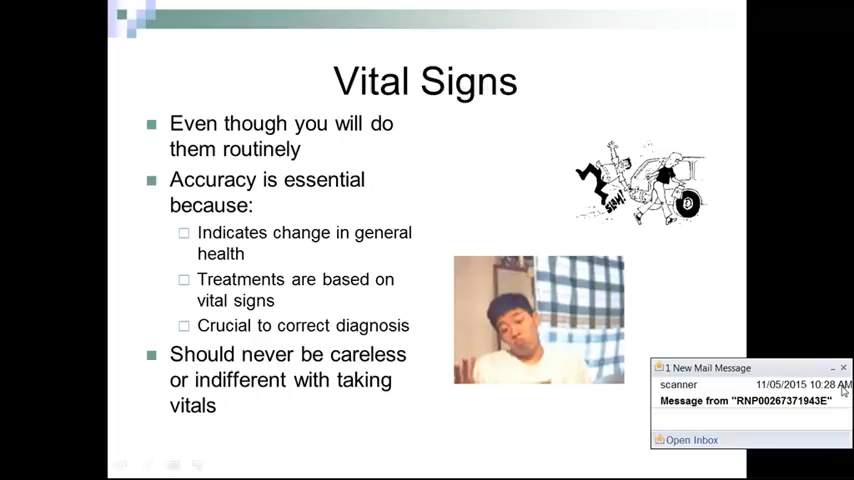 Vital Signs
Even though you will do
them routinely
Accuracy is essential
because:
Indicates change in general
health
Treatments are based on
vital signs
Crucial to correct diagnosis
Should never be careless
or indifferent with taking
vitals
SLAM!
1 New Mail Message
scanner 11/05/2015 10:28 AM
Message from "RNP00267371943E"
Open Inbox